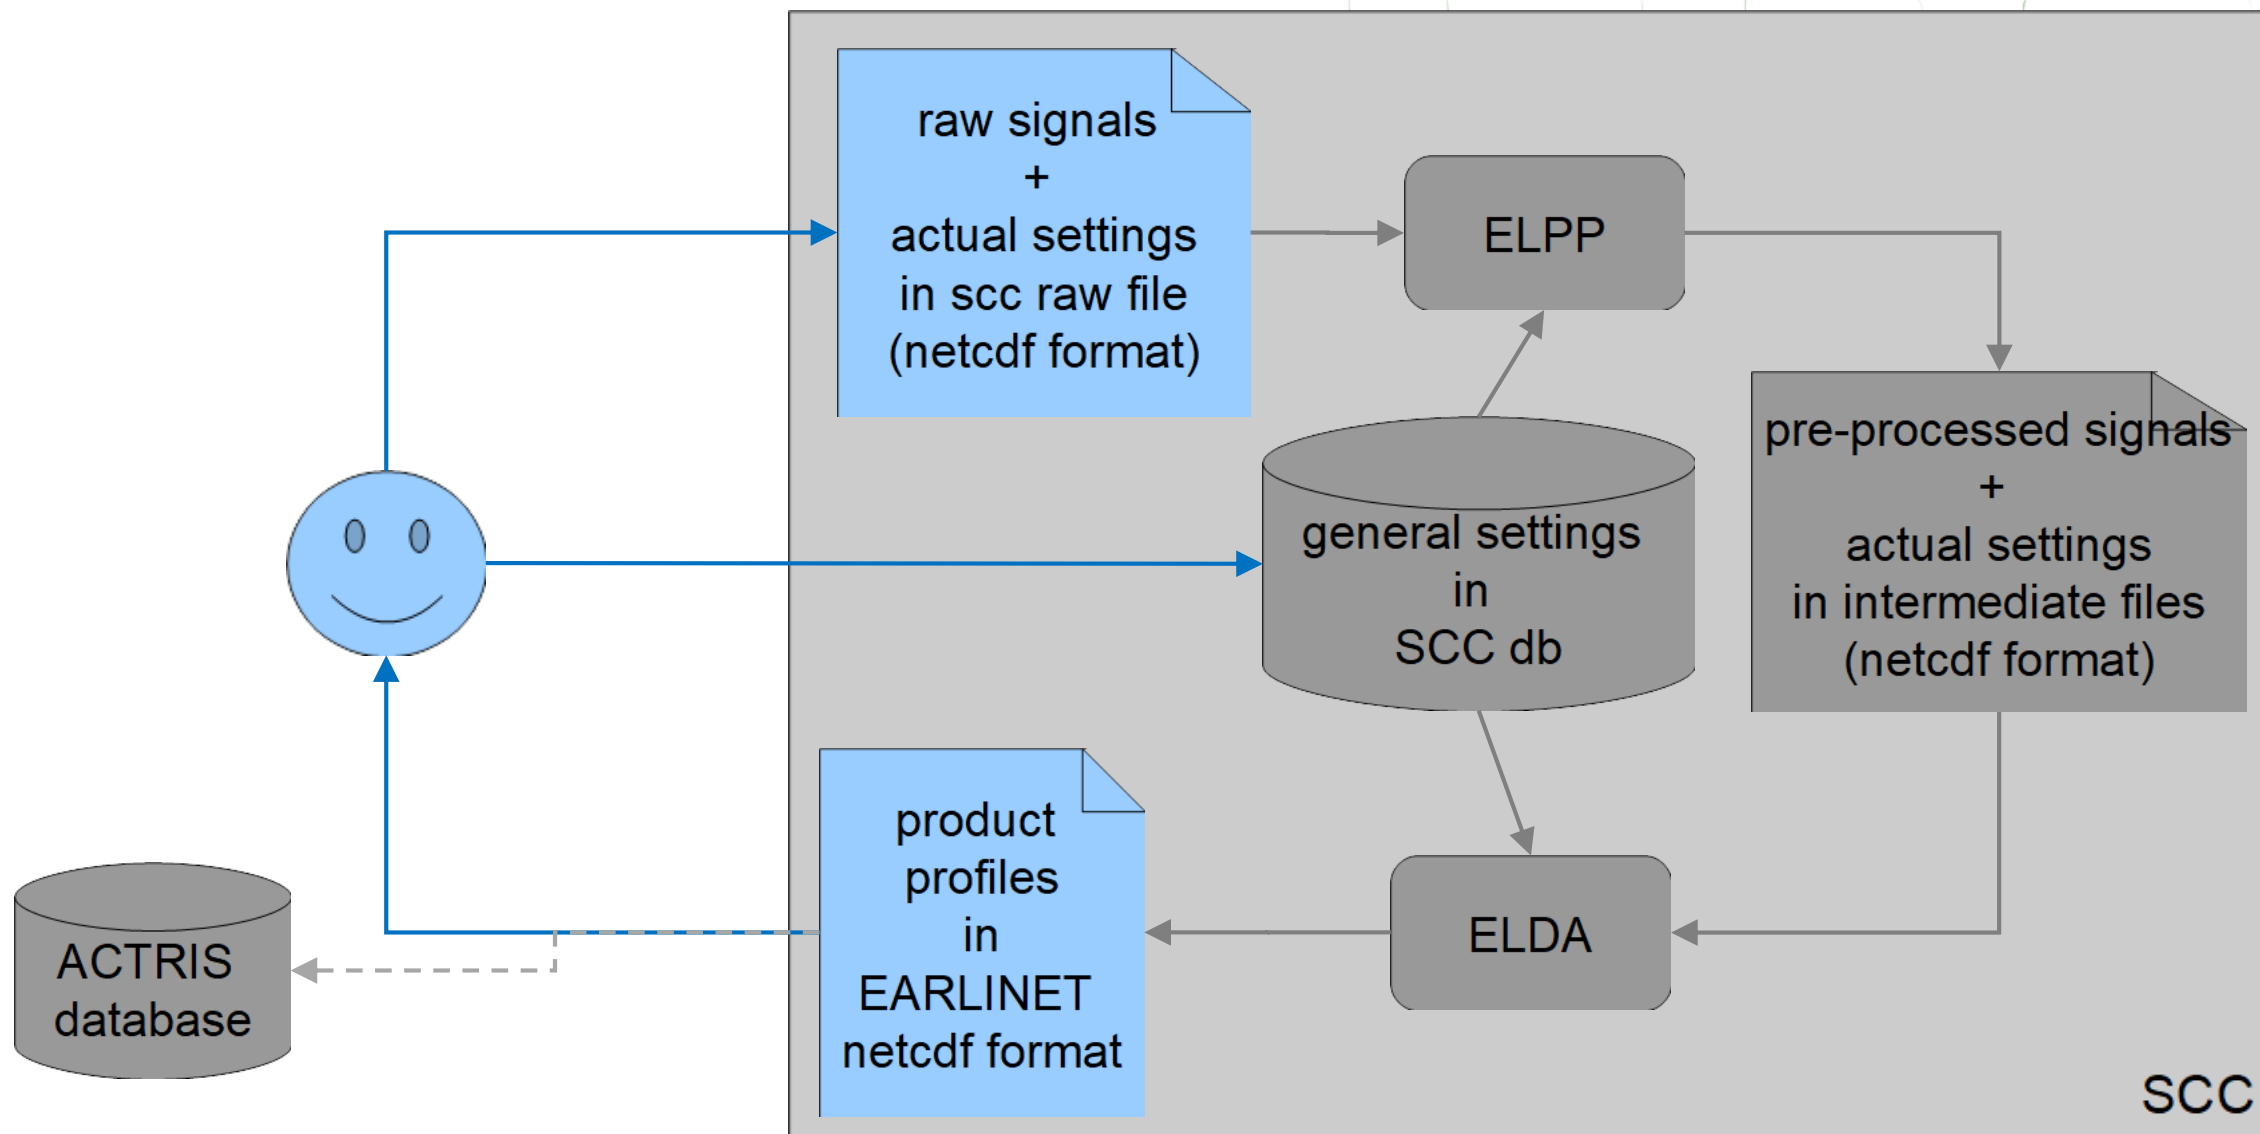 raw signals
+
actual settings
in scc raw file
(netcdf format)
ELPP
pre-processed signals
+
actual settings
in intermediate files
(netcdf format)
general settings
in
SCC db
product
profiles
in
EARLINET
netcdf format
ELDA
ACTRIS
database
SCC